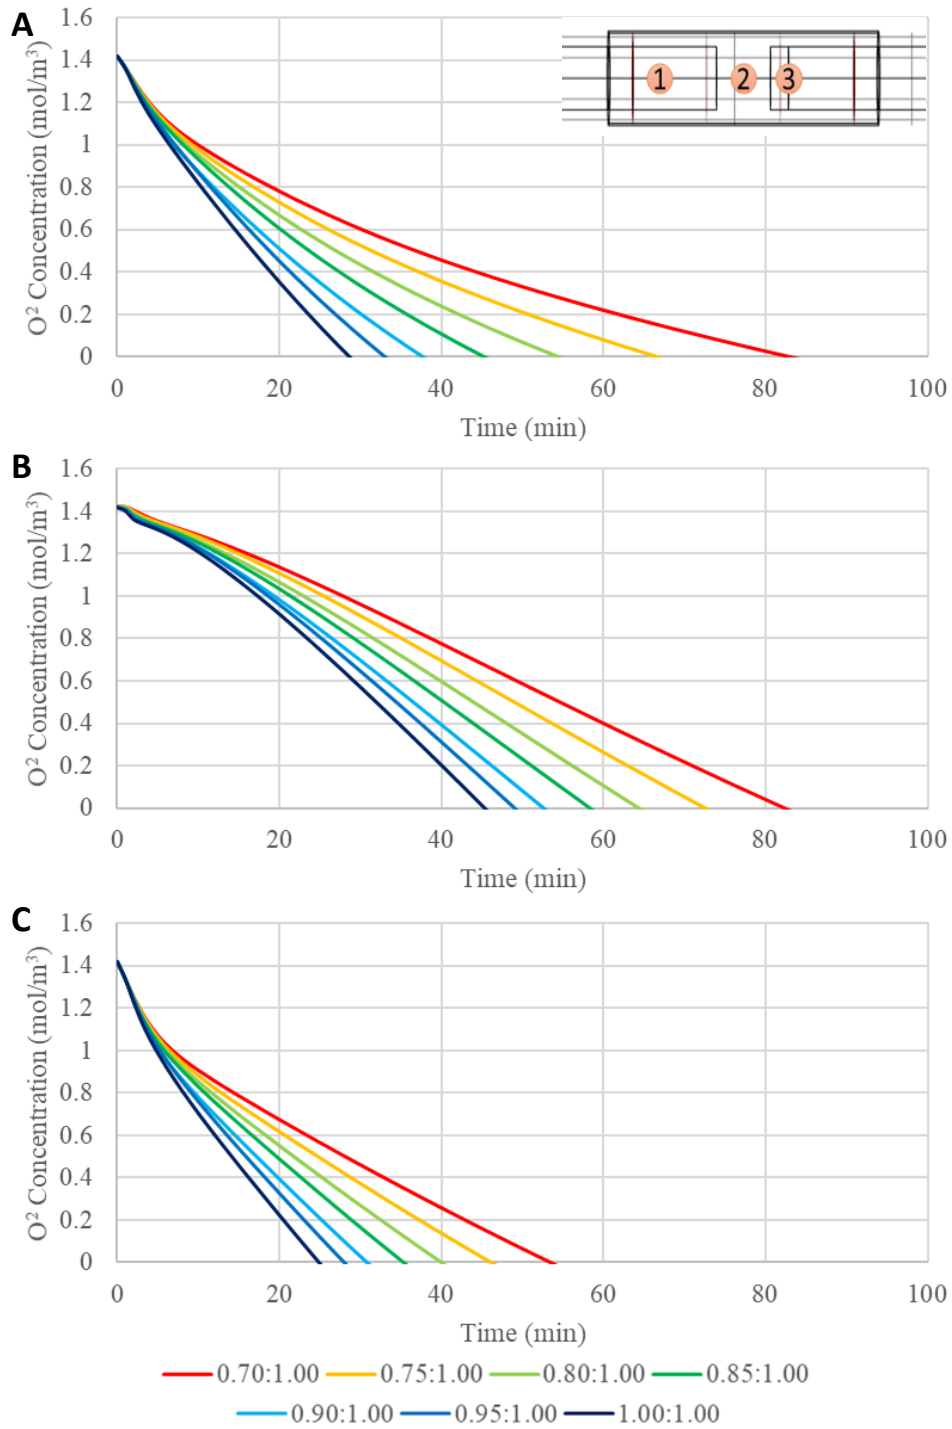 A
1.6
1.4
1.2
1
0.8
0.6
0.4
0.2
0
O² Concentration (mol/m³)
1 2 3
0 20 40 60 80 100
Time (min)
B
1.6
1.4
1.2
1
0.8
0.6
0.4
0.2
0
O² Concentration (mol/m³)
0 20 40 60 80 100
Time (min)
C
1.6
1.4
1.2
1
0.8
0.6
0.4
0.2
0
O² Concentration (mol/m³)
0 20 40 60 80 100
Time (min)
0.70:1.00 0.75:1.00 0.80:1.00 0.85:1.00
0.90:1.00 0.95:1.00 1.00:1.00